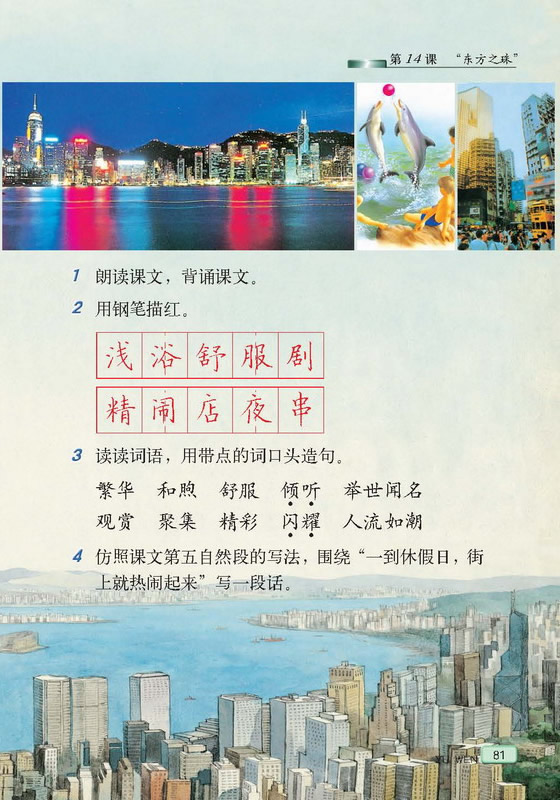 第14课 “东方之珠”
1 朗读课文，背诵课文。
2 用钢笔描红。
浅 浴 舒 服 剧
精 闹 店 夜 串
3 读读词语，用带点的词口头造句。
繁华 和煦 舒服 倾听 举世闻名
观赏 聚集 精彩 闪耀 人流如潮
4 仿照课文第五自然段的写法，围绕“一到休假日，街
上就热闹起来”写一段话。
YU WEN 81